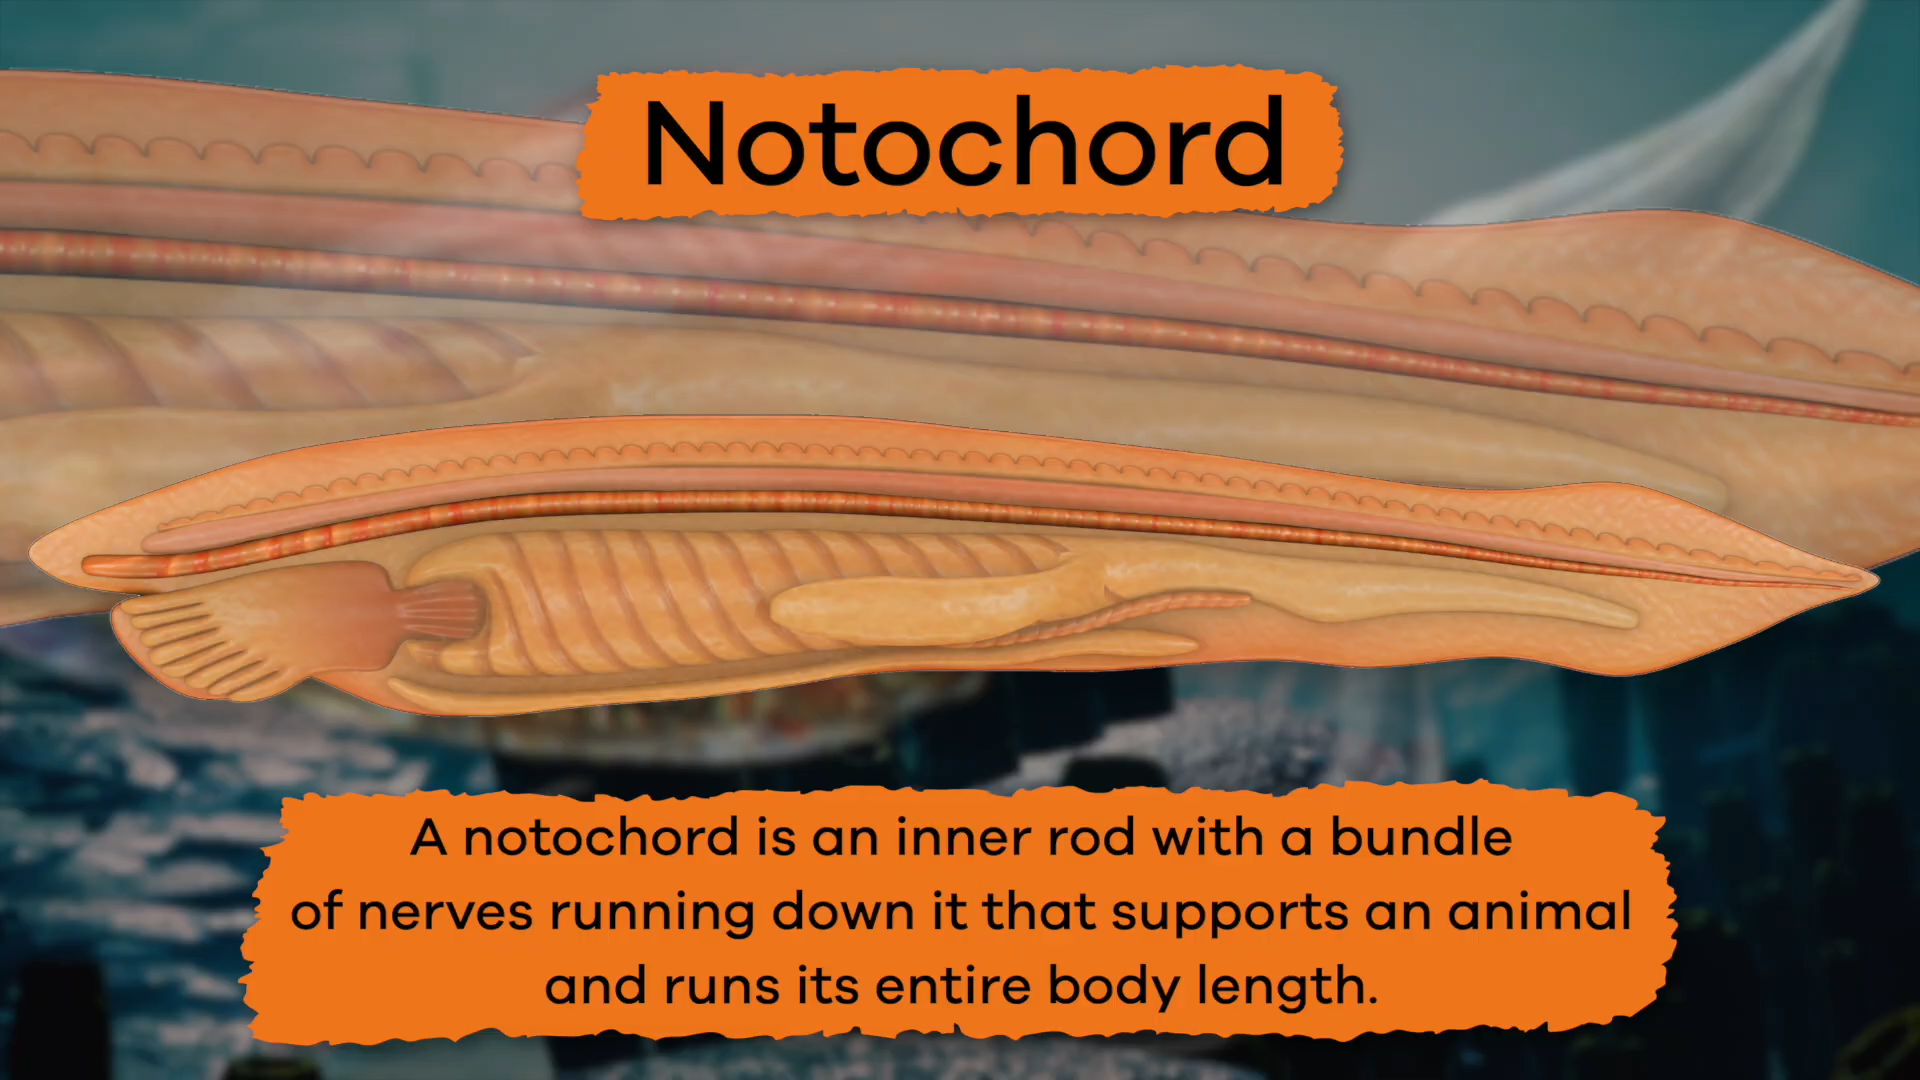 Notochord
A notochord is an inner rod with a bundle
of nerves running down it that supports an animal
and runs its entire body length.